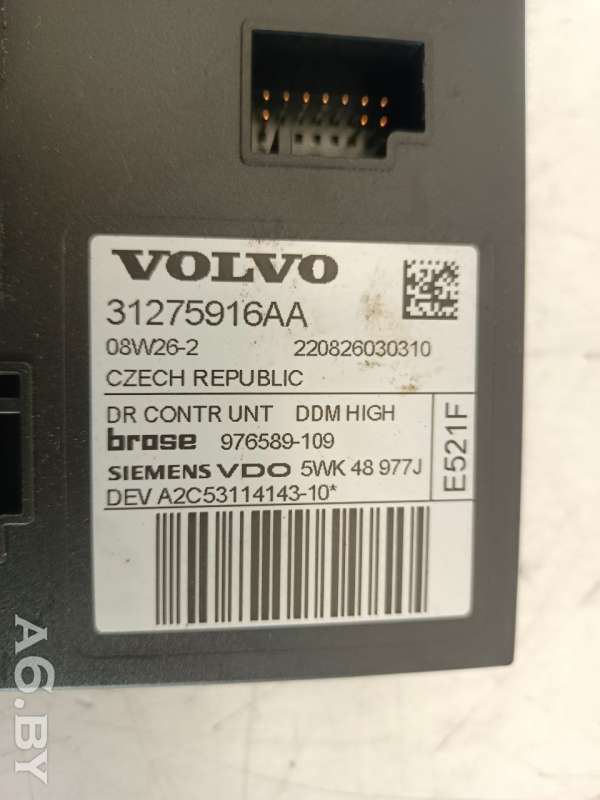 VOLVO
31275916AA
08W26-2 220826030310
CZECH REPUBLIC
DR CONTR UNT DDM HIGH
brose 976589-109
SIEMENS VDO 5WK 48 977J
DEV A2C53114143-10*
E521F
A6.BY